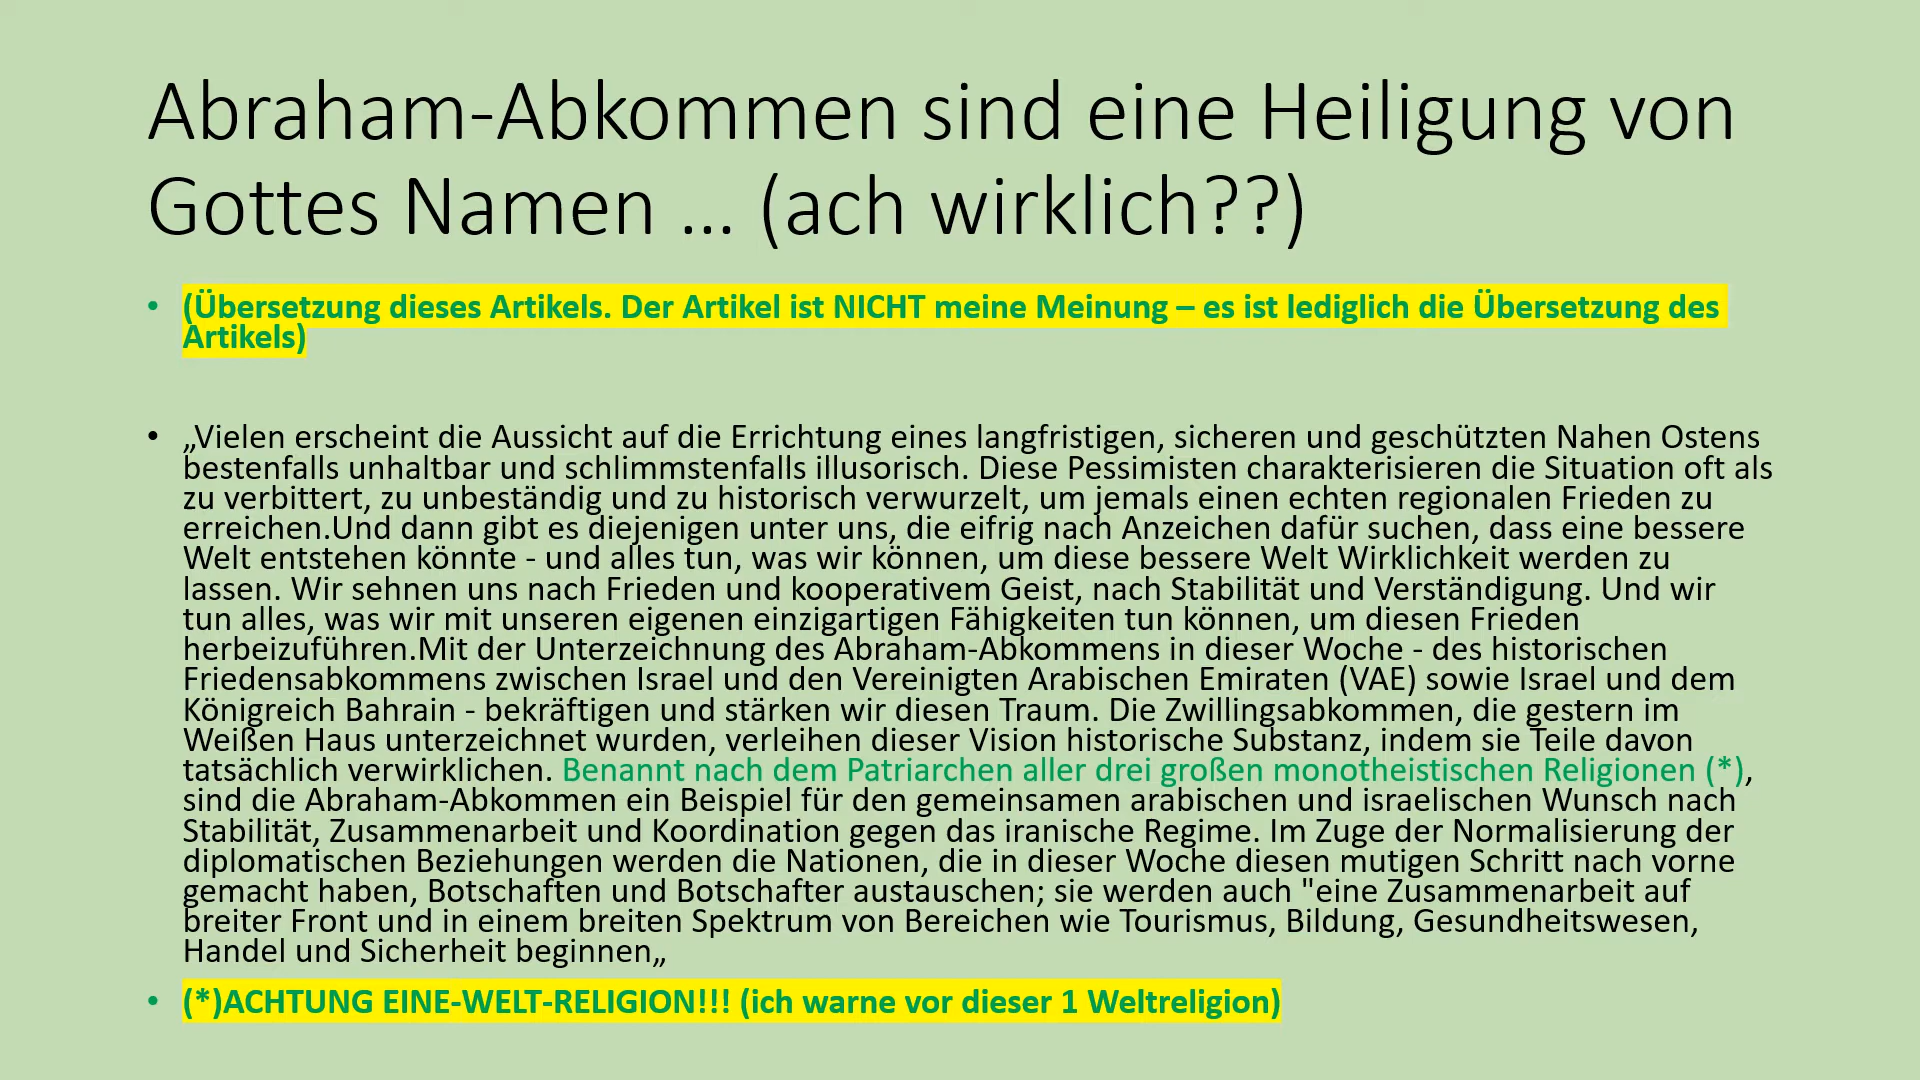 Abraham-Abkommen sind eine Heiligung von
Gottes Namen … (ach wirklich??)
• (Übersetzung dieses Artikels. Der Artikel ist NICHT meine Meinung – es ist lediglich die Übersetzung des
Artikels)
• „Vielen erscheint die Aussicht auf die Errichtung eines langfristigen, sicheren und geschützten Nahen Ostens
bestenfalls unhaltbar und schlimmstenfalls illusorisch. Diese Pessimisten charakterisieren die Situation oft als
zu verbittert, zu unbeständig und zu historisch verwurzelt, um jemals einen echten regionalen Frieden zu
erreichen.Und dann gibt es diejenigen unter uns, die eifrig nach Anzeichen dafür suchen, dass eine bessere
Welt entstehen könnte - und alles tun, was wir können, um diese bessere Welt Wirklichkeit werden zu
lassen. Wir sehnen uns nach Frieden und kooperativem Geist, nach Stabilität und Verständigung. Und wir
tun alles, was wir mit unseren eigenen einzigartigen Fähigkeiten tun können, um diesen Frieden
herbeizuführen.Mit der Unterzeichnung des Abraham-Abkommens in dieser Woche - des historischen
Friedensabkommens zwischen Israel und den Vereinigten Arabischen Emiraten (VAE) sowie Israel und dem
Königreich Bahrain - bekräftigen und stärken wir diesen Traum. Die Zwillingsabkommen, die gestern im
Weißen Haus unterzeichnet wurden, verleihen dieser Vision historische Substanz, indem sie Teile davon
tatsächlich verwirklichen. Benannt nach dem Patriarchen aller drei großen monotheistischen Religionen (*),
sind die Abraham-Abkommen ein Beispiel für den gemeinsamen arabischen und israelischen Wunsch nach
Stabilität, Zusammenarbeit und Koordination gegen das iranische Regime. Im Zuge der Normalisierung der
diplomatischen Beziehungen werden die Nationen, die in dieser Woche diesen mutigen Schritt nach vorne
gemacht haben, Botschaften und Botschafter austauschen; sie werden auch "eine Zusammenarbeit auf
breiter Front und in einem breiten Spektrum von Bereichen wie Tourismus, Bildung, Gesundheitswesen,
Handel und Sicherheit beginnen„
• (*)ACHTUNG EINE-WELT-RELIGION!!! (ich warne vor dieser 1 Weltreligion)